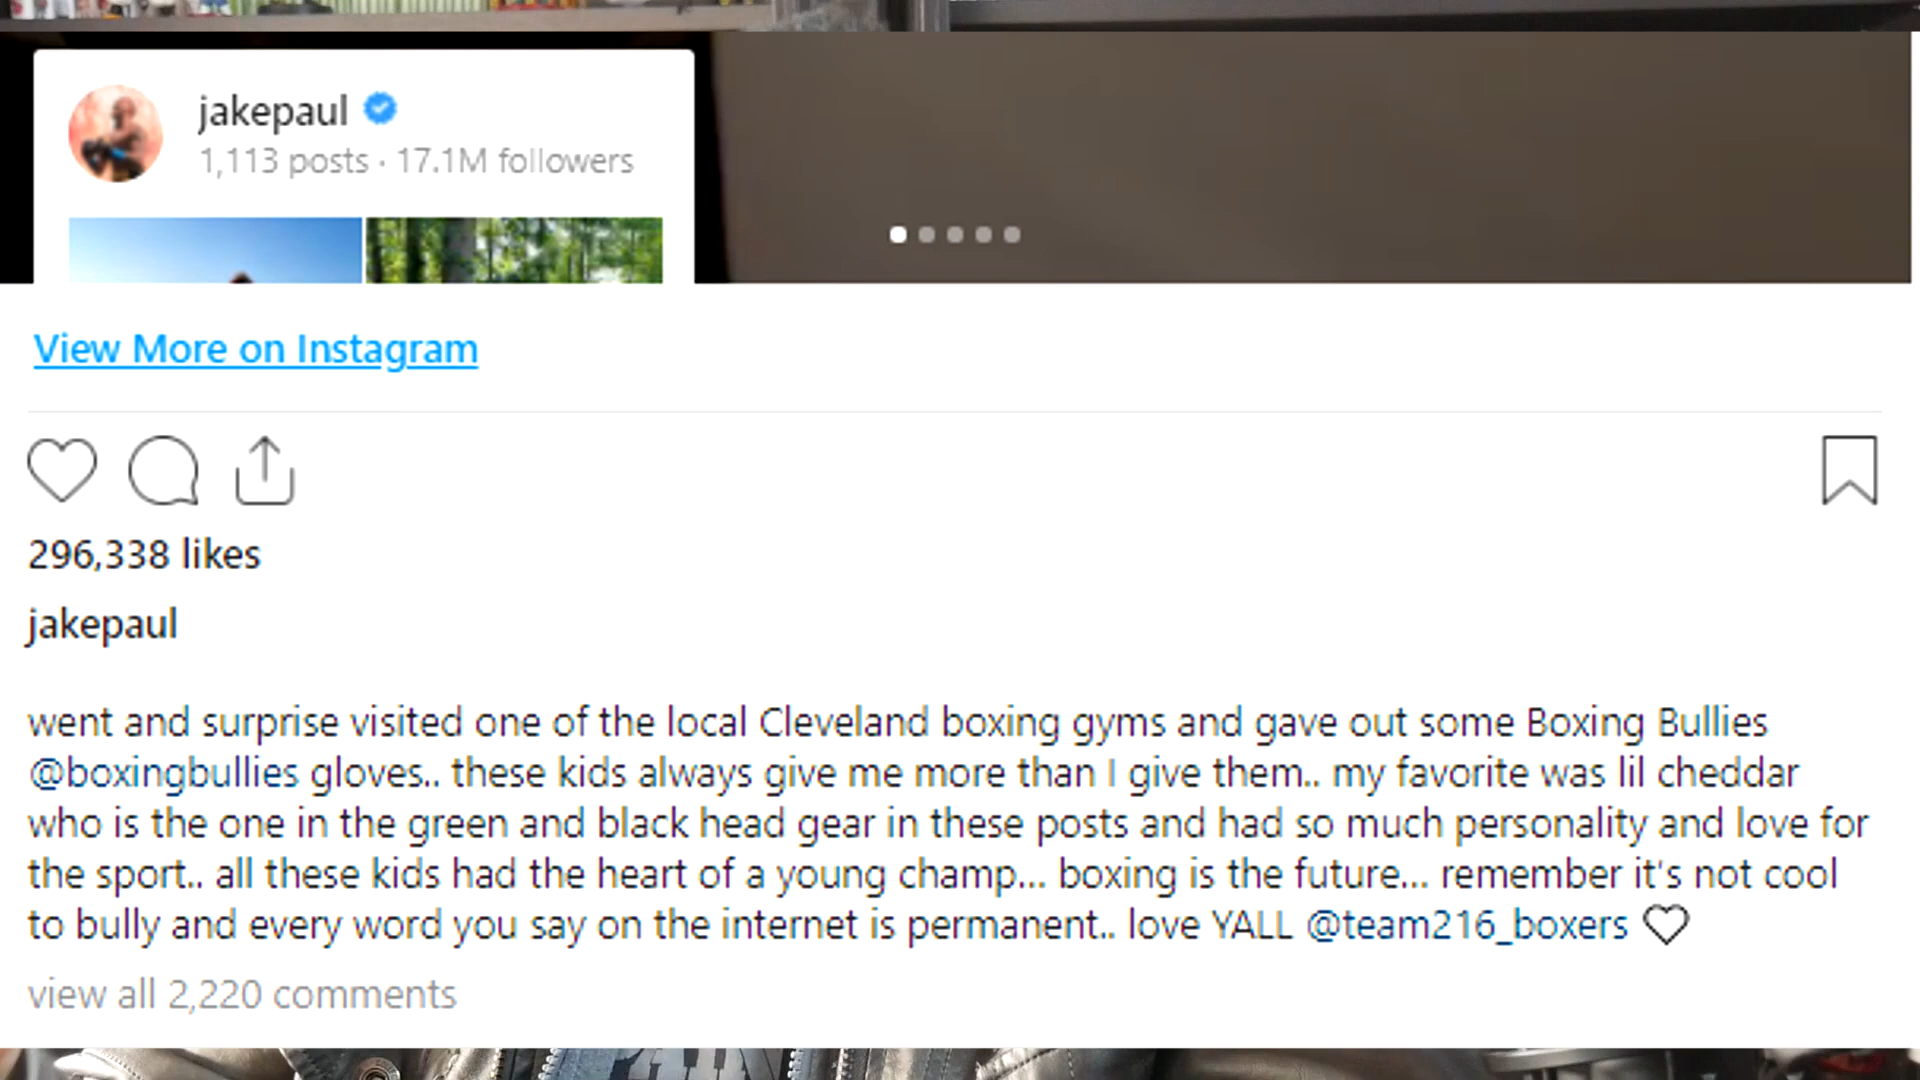 jakepaul
1,113 posts · 17.1M followers
View More on Instagram
296,338 likes
jakepaul
went and surprise visited one of the local Cleveland boxing gyms and gave out some Boxing Bullies
@boxingbullies gloves.. these kids always give me more than I give them.. my favorite was lil cheddar
who is the one in the green and black head gear in these posts and had so much personality and love for
the sport.. all these kids had the heart of a young champ... boxing is the future... remember it's not cool
to bully and every word you say on the internet is permanent.. love YALL @team216_boxers ♡
view all 2,220 comments